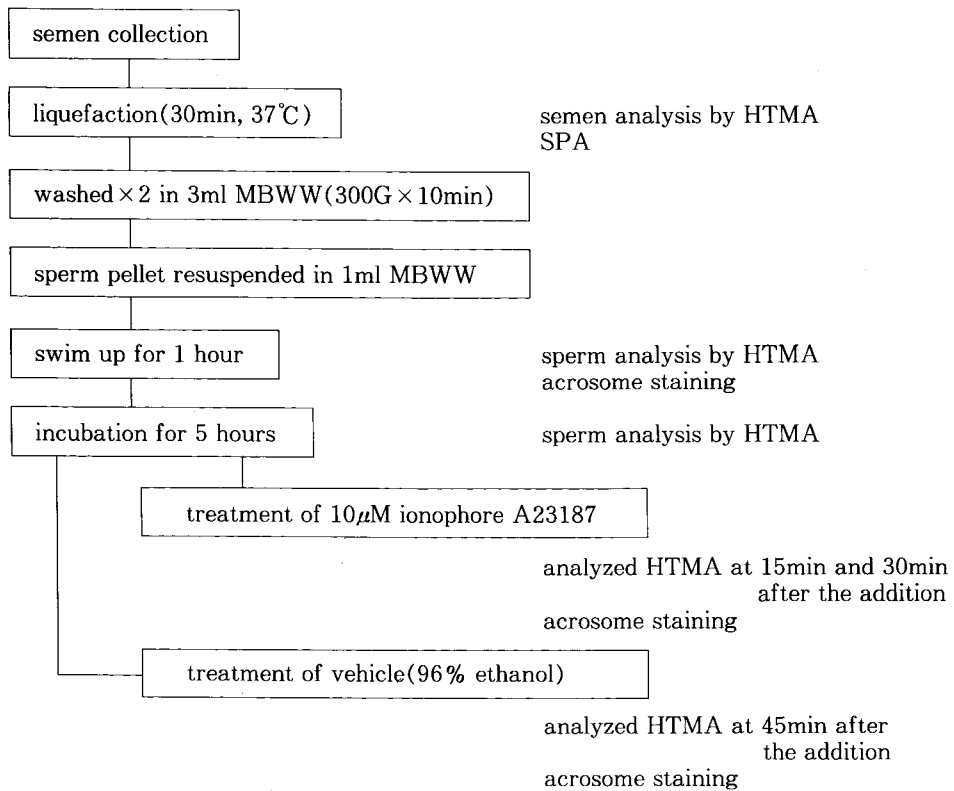 semen collection
liquefaction(30min, 37℃)
semen analysis by HTMA
SPA
washed×2 in 3ml MBWW(300G×10min)
sperm pellet resuspended in 1ml MBWW
swim up for 1 hour
sperm analysis by HTMA
acrosome staining
incubation for 5 hours
sperm analysis by HTMA
treatment of 10μM ionophore A23187
analyzed HTMA at 15min and 30min
after the addition
acrosome staining
treatment of vehicle(96% ethanol)
analyzed HTMA at 45min after
the addition
acrosome staining